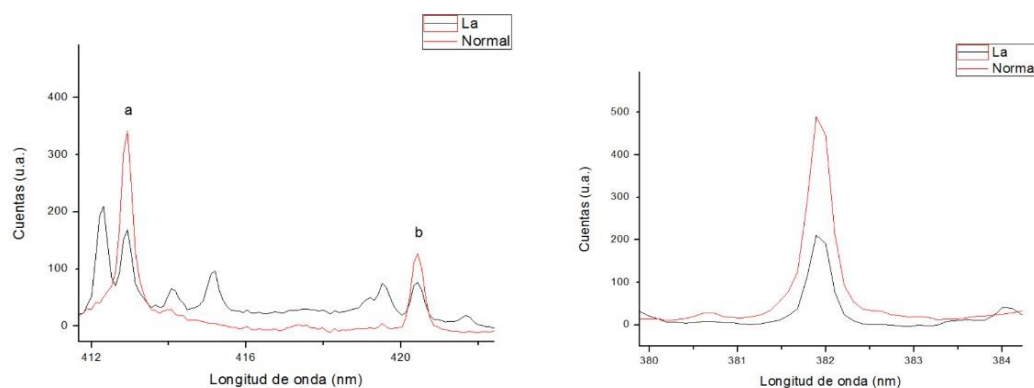 La
Normal
400
300
200
100
0
Cuentas (u.a.)
a
b
412
416
420
Longitud de onda (nm)
La
Norma
500
400
300
200
100
0
Cuentas (u.a.)
380
381
382
383
384
Longitud de onda (nm)